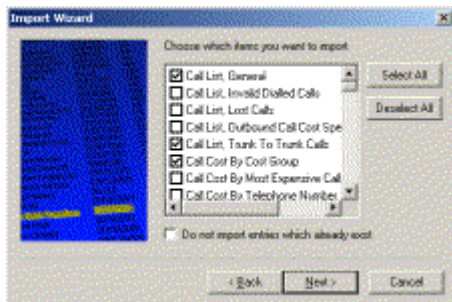 Import Wizard
Choose which items you want to import
Call List, General
Call List, Invalid Dialled Calls
Call List, Lost Calls
Call List, Outbound Call Cost Spe
Call List, Trunk To Trunk Calls
Call Cost By Cost Group
Call Cost By Most Expensive Call
Call Cost By Telephone Number
Select All
Deselect All
Do not import entries which already exist
< Back
Next >
Cancel